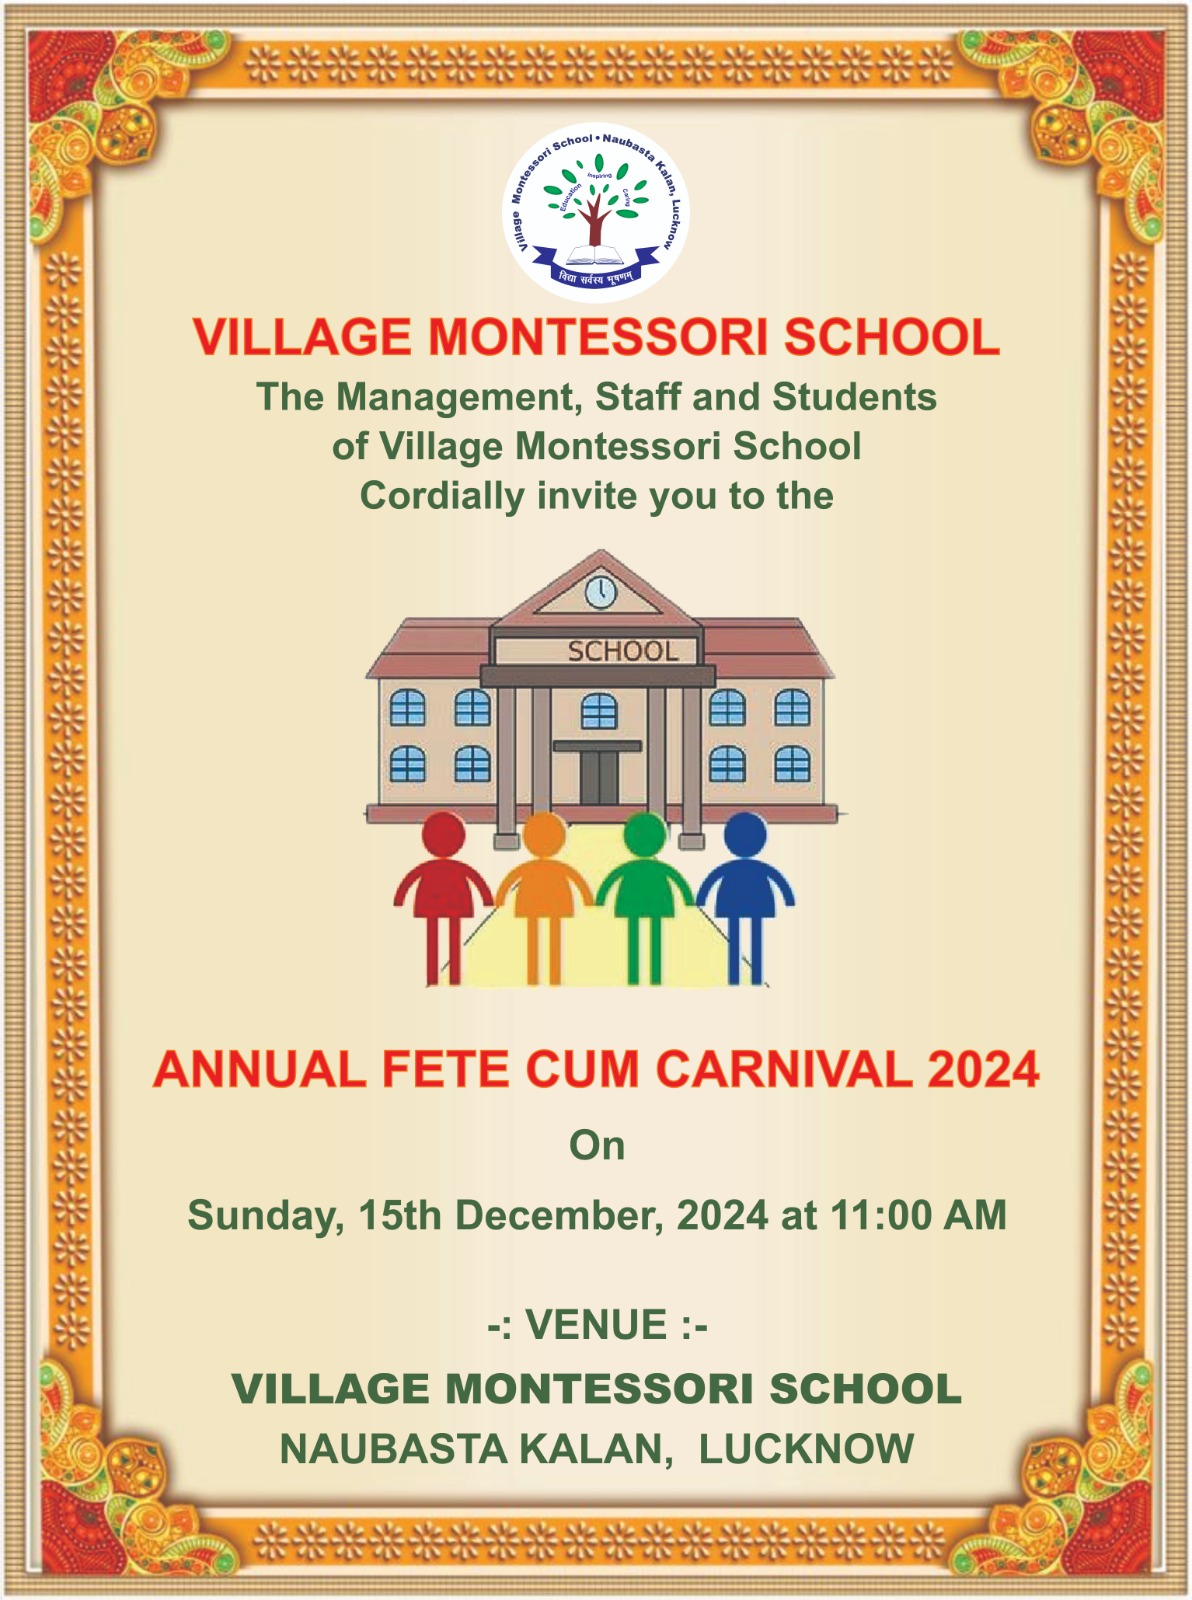 Village Montessori School • Naubasta Kalan, Lucknow
Education
Inspiring
Caring
विद्या सर्वस्य भूषणम्
VILLAGE MONTESSORI SCHOOL
The Management, Staff and Students
of Village Montessori School
Cordially invite you to the
SCHOOL
ANNUAL FETE CUM CARNIVAL 2024
On
Sunday, 15th December, 2024 at 11:00 AM
-: VENUE :-
VILLAGE MONTESSORI SCHOOL
NAUBASTA KALAN, LUCKNOW